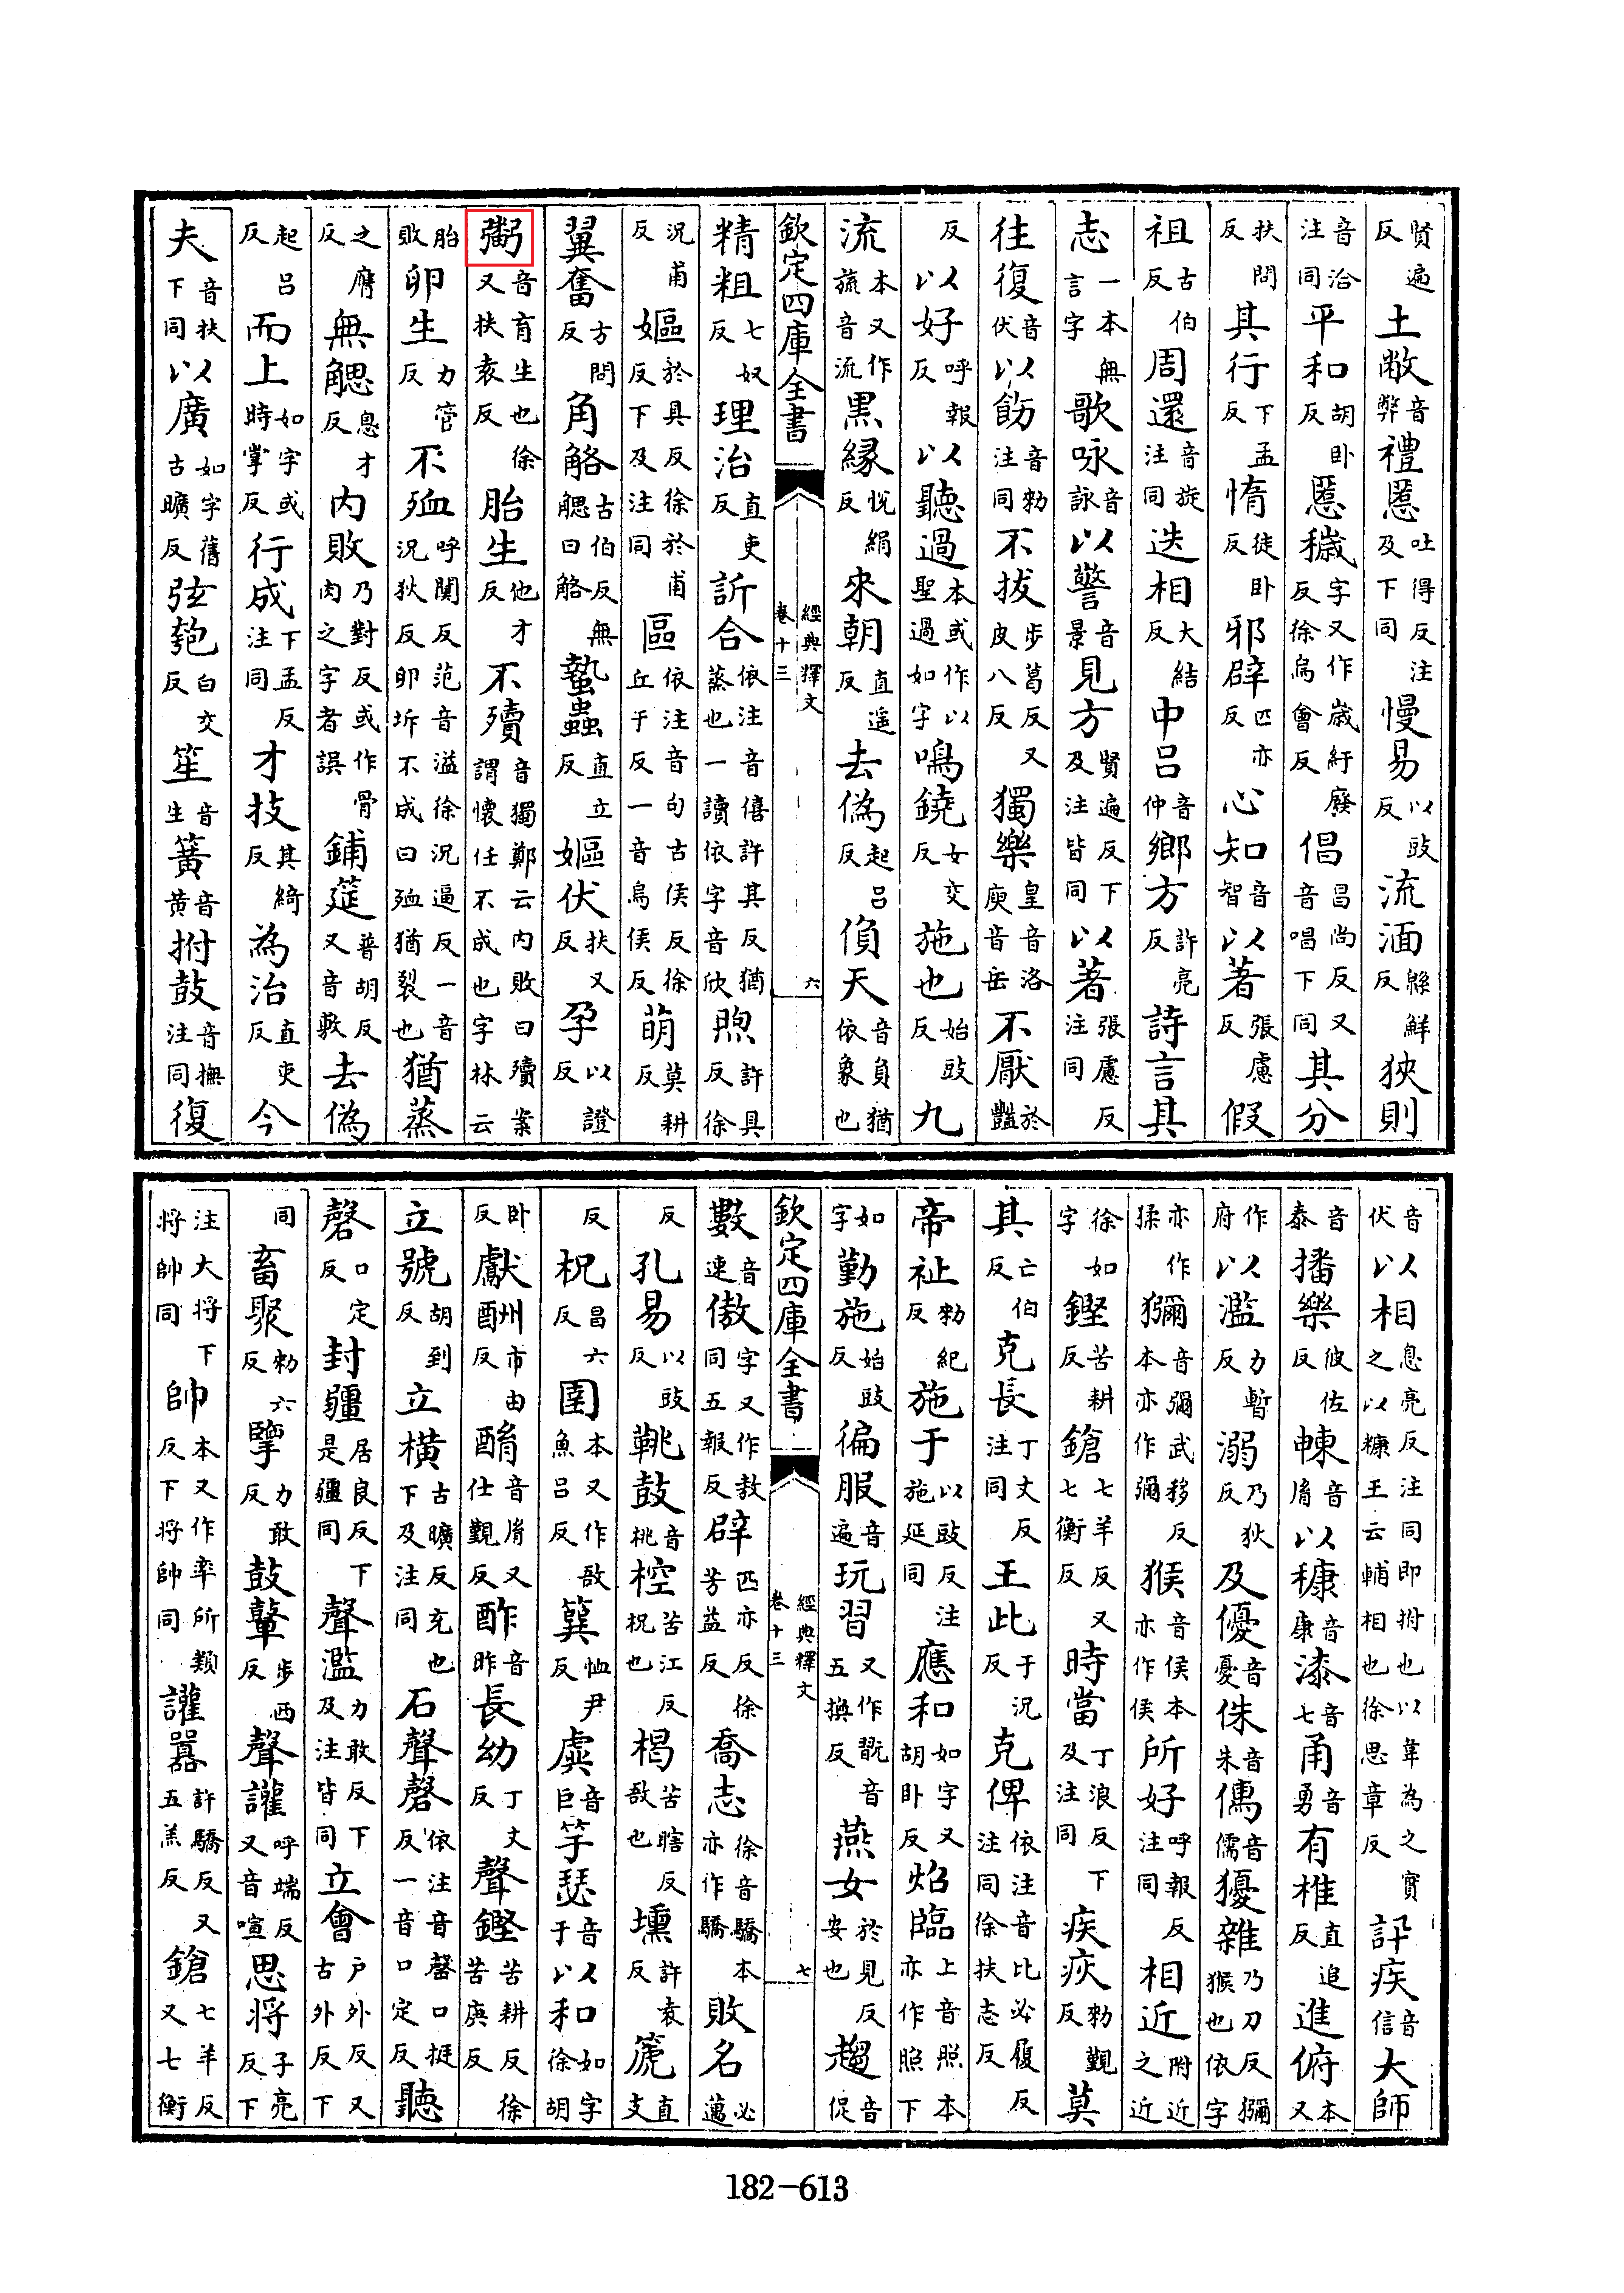 賢遍反土敝音弊禮慝吐得反注及下同慢易以豉反流湎緜鮮反狹則
音洽注同平和胡卧反慝穢字又作嵗紆廢反徐烏會反倡昌尚反又音唱下同其分
扶問反其行下孟反惰徒卧反邪辟匹亦反心知音智以著張慮反假
祖古伯反周還音旋注同迭相大結反中呂音仲鄉方許亮反詩言其
志一本無言字歌咏音詠以警音景見方賢遍反下及注皆同以著張慮反注同
往復音伏以飭音勑注同不拔步葛反又皮八反獨樂皇音洛庾音岳不厭於豔
反以好呼報反以聽過本或作以聖過如字鳴鐃女交反施也始豉反九
流本又作旒音流黑緣悦絹反來朝直遥反去偽起呂反偩天音負猶依象也
欽定四庫全書 經典釋文 卷十三 六
精粗七奴反理治直吏反訢合依注音僖許其反猶蒸也一讀依字音欣煦許具反徐
況甫反嫗於具反徐於甫反下及注同區依注音句古侯反徐丘于反一音烏侯反萌莫耕反
翼奮方問反角觡古伯反無䚡曰觡蟄蟲直立反嫗伏扶又反孕以證反
䰜音育生也徐又扶袁反胎生他才反不殰音獨鄭云内敗曰殰案謂懷任不成也字林云
胎敗卵生力管反不殈呼闃反范音溢徐況逼反一音況狄反卵坼不成曰殈猶裂也猶蒸
之膺反無䚡息才反内敗乃對反或作骨肉之字者誤鋪筵普胡反又音敷去偽
起呂反而上如字或時掌反行成下孟反注同才技其綺反為治直吏反今
夫音扶下同以廣如字舊古曠反弦匏白交反笙音生簧音黄拊鼓音撫注同復
音伏以相息亮反注同即拊也以韋為之實之以糠王云輔相也徐思章反訊疾音信大師
音泰播樂彼佐反朄音胤以穅音康漆音七甬音勇有椎直追反進俯本又
作府以濫力暫反溺乃狄反及優音憂侏音朱儒音儒獶雜乃刀反獼猴也依字
亦作猱獼音彌武移反本亦作彌猴音侯本亦作侯所好呼報反注同相近附近之近
徐如字鏗苦耕反鎗七羊反又七衡反時當丁浪反下及注同疾疢勑覲反莫
其亡伯反克長丁丈反注同王此于況反克俾依注音比必履反注同徐扶志反
帝祉勑紀反施于以豉反注施延同應和如字又胡卧反焰臨上音照本亦作照下
如字勤施始豉反徧服音遍玩習又作翫音五換反燕女於見反安也趨音促
數音速傲字又作敖同五報反辟匹亦反徐芳益反喬志徐音驕本亦作驕敗名必邁
欽定四庫全書 經典釋文 卷十三 七
反孔易以豉反鞉鼓音桃椌苦江反柷也楬苦瞎反敔也壎許袁反篪直支
反柷昌六反圉本又作敔魚呂反簨恤尹反虡音巨竽瑟音于以和如字徐胡
卧反獻酬市由反酳音胤又仕覲反酢音昨長幼丁丈反聲鏗苦耕反徐苦庚反
立號胡到反立横古曠反充也下及注同石聲磬依注音罄口挺反一音口定反聽
磬口定反封疆居良反下是疆同聲濫力敢反下及注皆同立會户外反又古外反下
同畜聚勑六反擥力敢反鼓鼙步西反聲讙呼端反又音喧思将子亮反下
注大将下将帥同帥本又作率所類反下将帥同讙囂許驕反又五羔反鎗七羊反又七衡
182-613